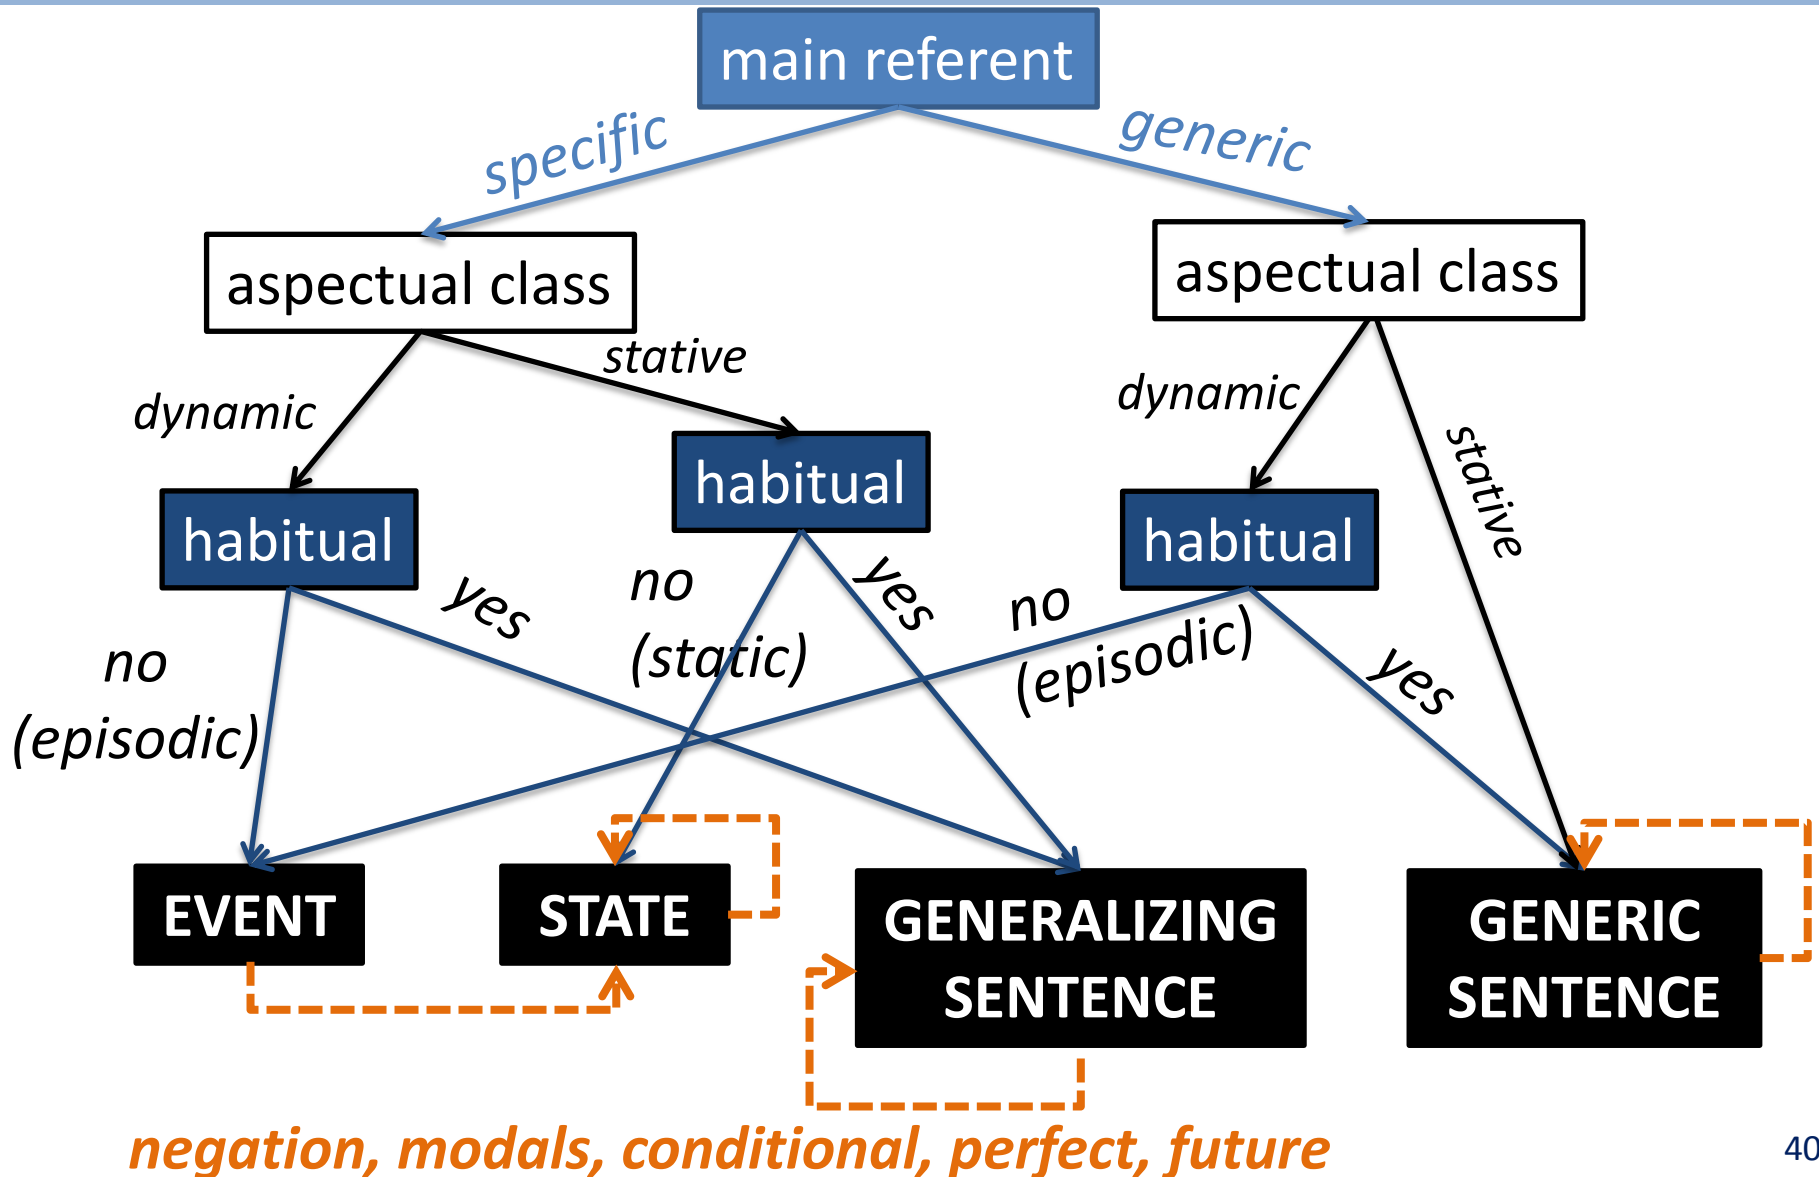 main referent
specific
generic
aspectual class
aspectual class
stative
dynamic
dynamic
stative
habitual
habitual
habitual
no
(episodic)
yes
no
(static)
yes
no
(episodic)
yes
EVENT
STATE
GENERALIZING
SENTENCE
GENERIC
SENTENCE
negation, modals, conditional, perfect, future
40